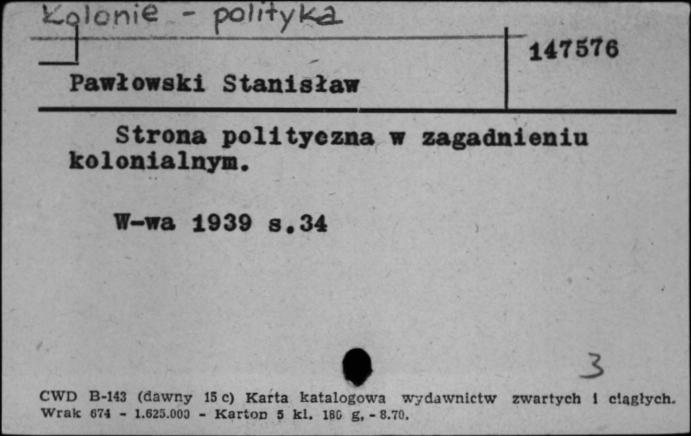 Kolonie - polityka
147576
Pawłowski Stanisław
Strona polityczna w zagadnieniu
kolonialnym.
W-wa 1939 s.34
3
CWD B-143 (dawny 15 c) Karta katalogowa wydawnictw zwartych i ciągłych.
Wrak 674 - 1.625.000 - Karton 5 kl. 180 g, - 8.70.